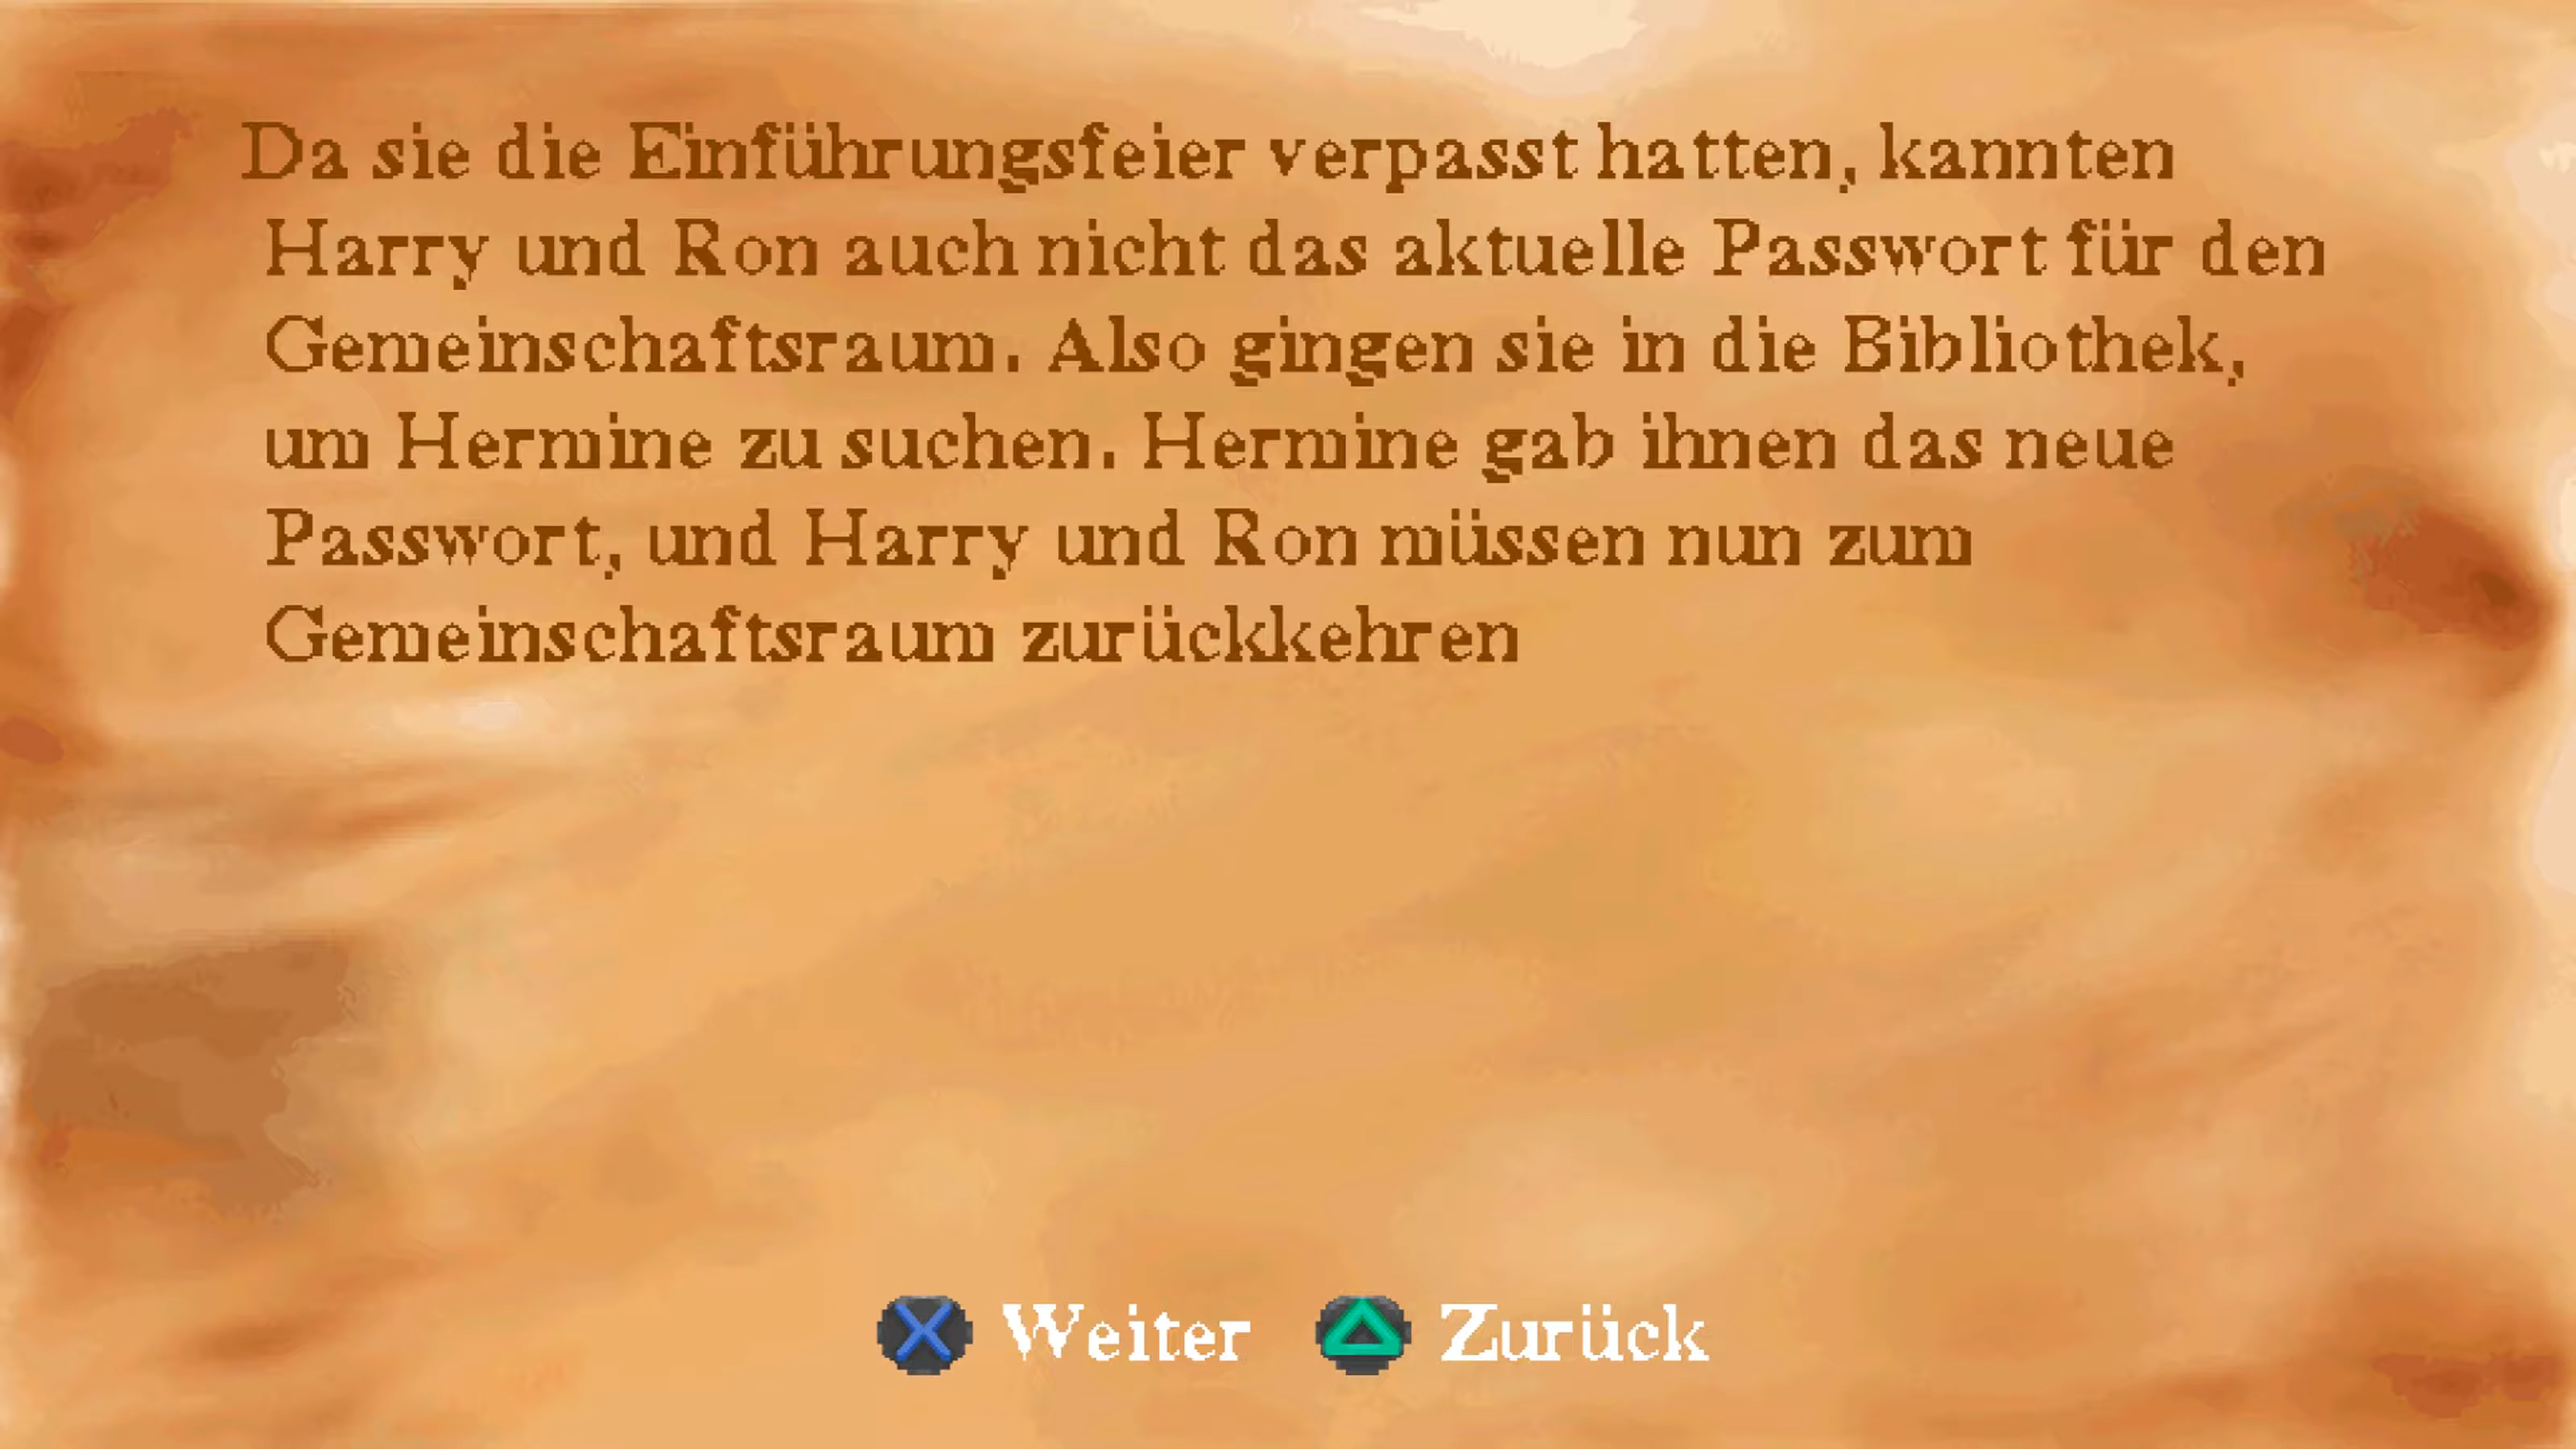 Da sie die Einführungsfeier verpasst hatten, kannten
Harry und Ron auch nicht das aktuelle Passwort für den
Gemeinschaftsraum. Also gingen sie in die Bibliothek,
um Hermine zu suchen. Hermine gab ihnen das neue
Passwort, und Harry und Ron müssen nun zum
Gemeinschaftsraum zurückkehren
Weiter Zurück